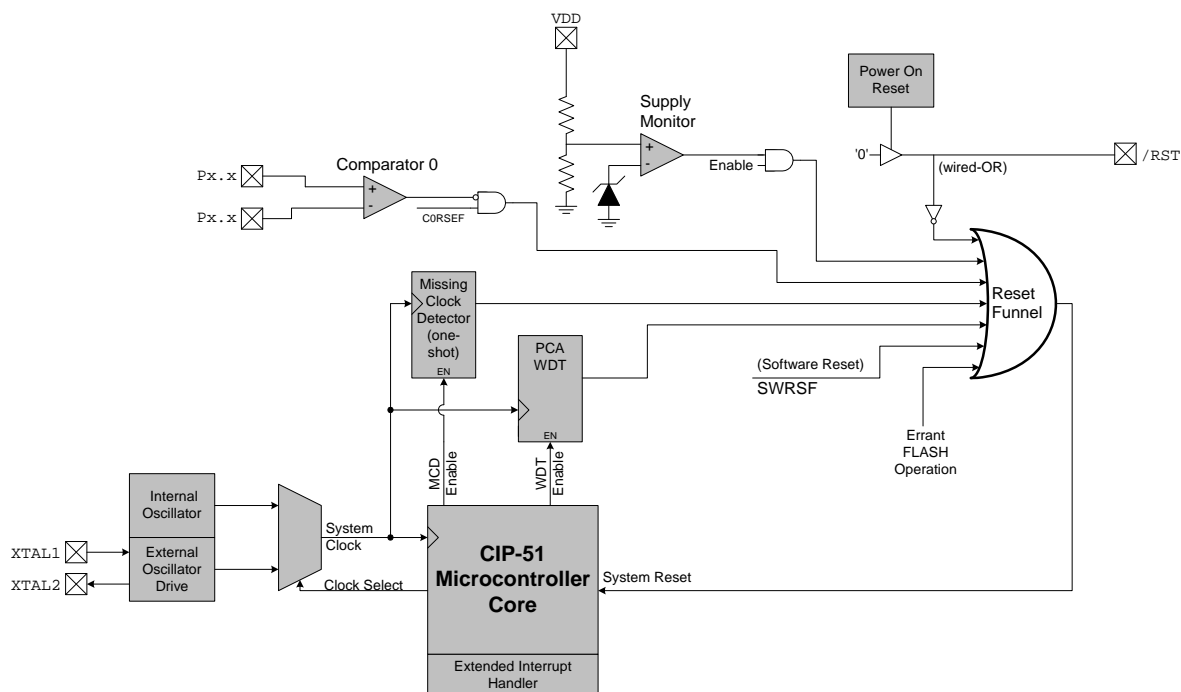 VDD
Power On
Reset
Supply
Monitor
+
-
Enable
'0'
(wired-OR)
/RST
Comparator 0
Px.x
Px.x
+
-
C0RSEF
Missing
Clock
Detector
(one-
shot)
EN
PCA
WDT
EN
Reset
Funnel
(Software Reset)
SWRSF
Errant
FLASH
Operation
MCD
Enable
WDT
Enable
Internal
Oscillator
External
Oscillator
Drive
XTAL1
XTAL2
System
Clock
Clock Select
CIP-51
Microcontroller
Core
System Reset
Extended Interrupt
Handler